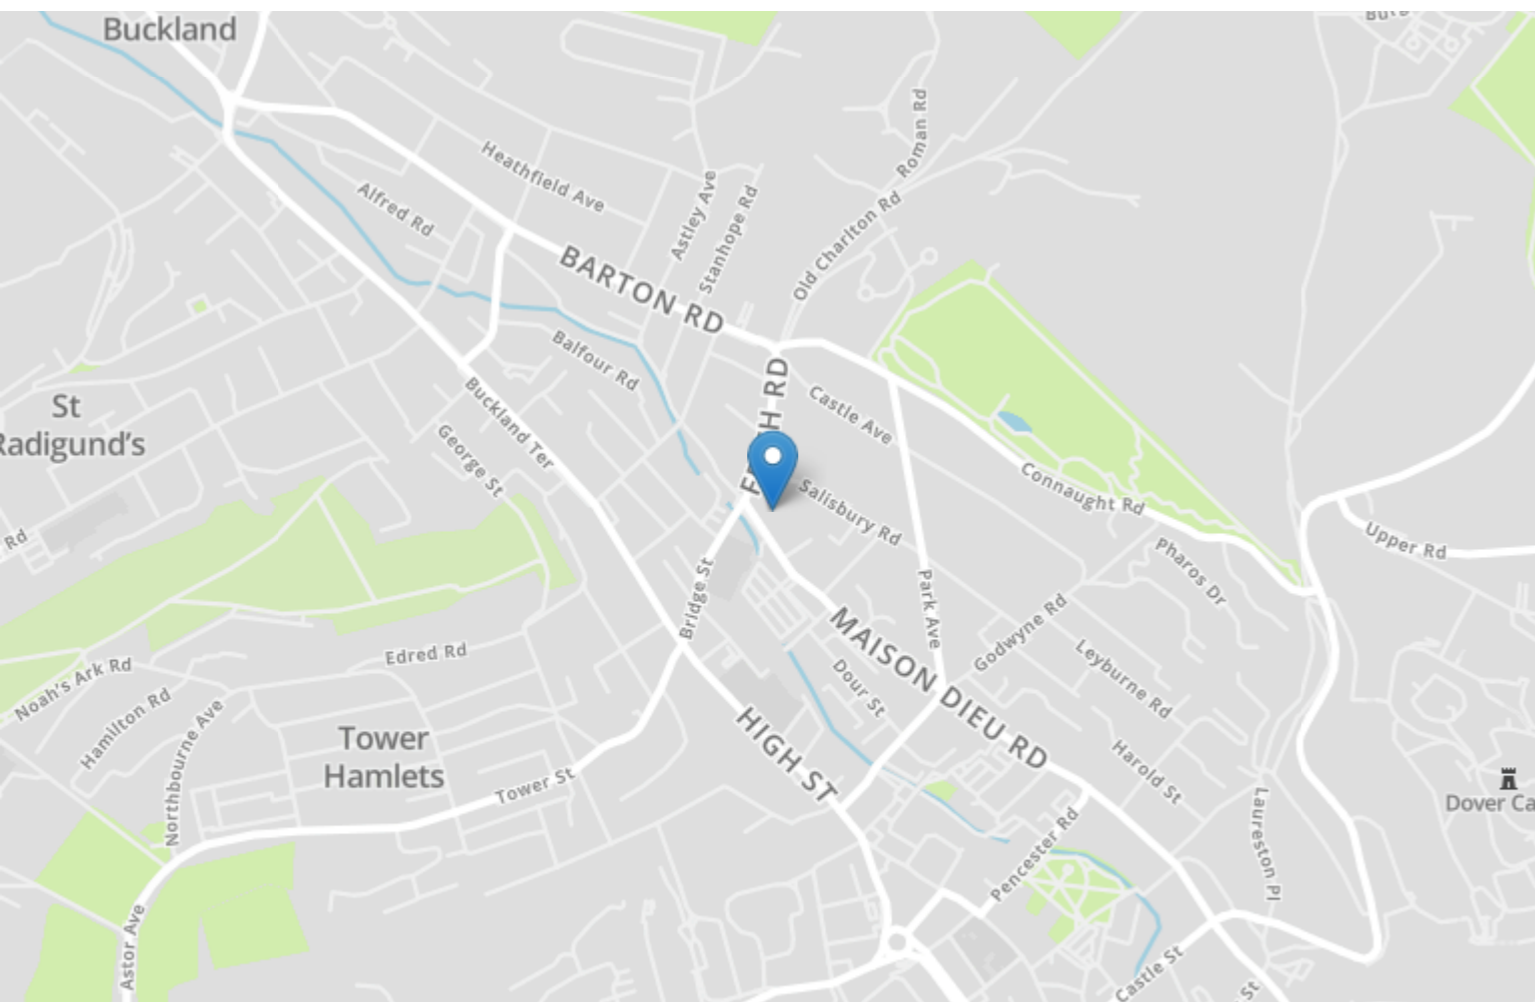 Buckland
Heathfield Ave
Alfred Rd
Astley Ave
Stanhope Rd
Roman Rd
Old Charlton Rd
BARTON RD
Balfour Rd
Castle Ave
St
Radigund's
Buckland Ter
George St
Salisbury Rd
Connaught Rd
Upper Rd
Pharos Dr
Rd
Bridge St
Park Ave
MAISON DIEU RD
Godwyne Rd
Leyburne Rd
Edred Rd
Noah's Ark Rd
Hamilton Rd
Northbourne Ave
Dour St
Tower
Hamlets
HIGH ST
Tower St
Harold St
Laureston Pl
Dover Ca
Pencester Rd
Astor Ave
Castle St
St